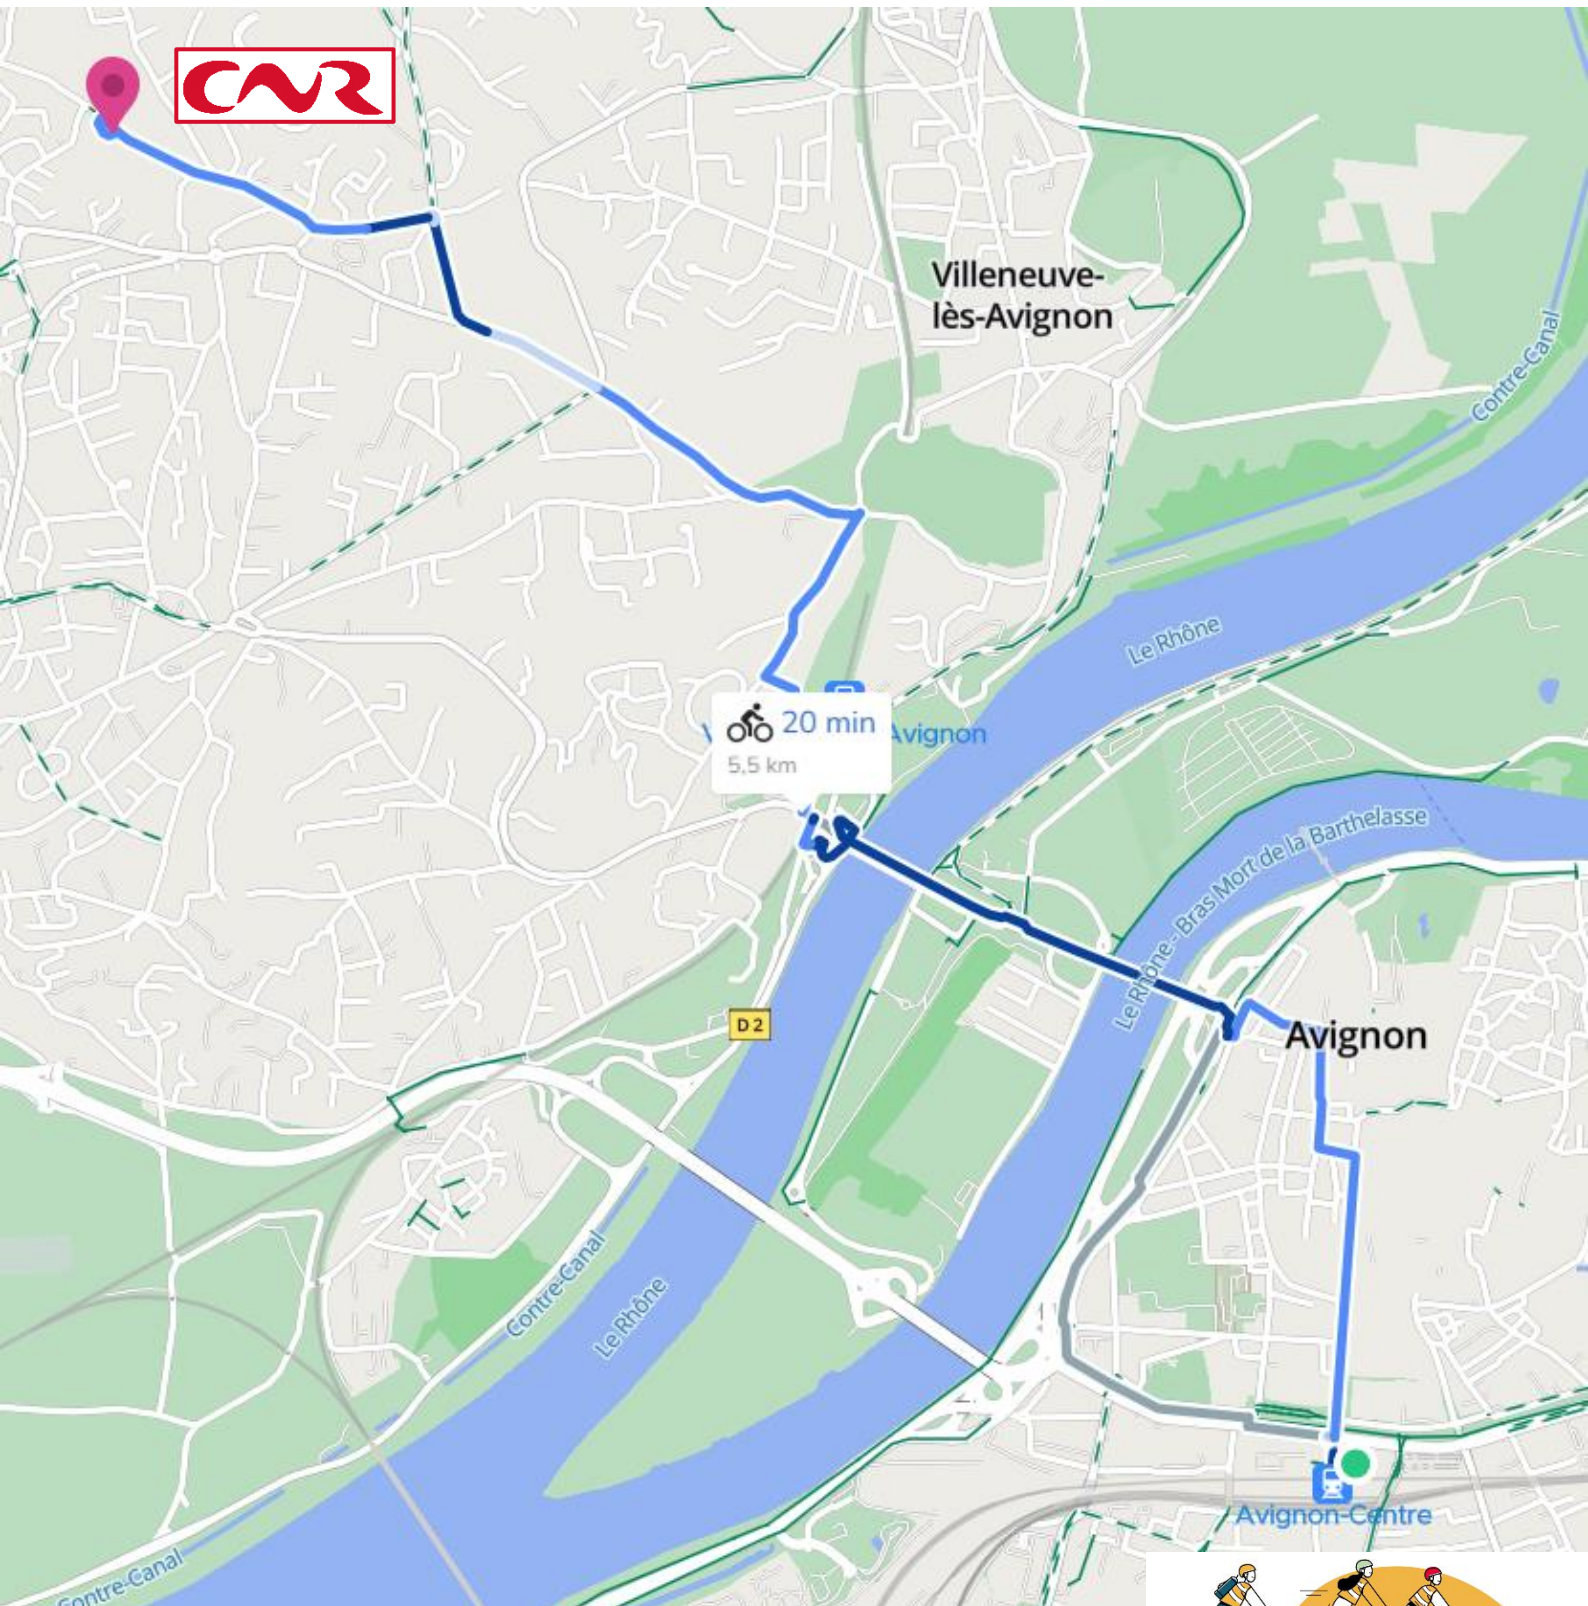 CNR
Villeneuve-
lès-Avignon
Contre-Canal
Le Rhône
20 min
Avignon
5,5 km
Le Rhône - Bras Mort de la Barthelasse
D 2
Avignon
Contre-Canal
Le Rhône
Avignon-Centre
Contre-Canal